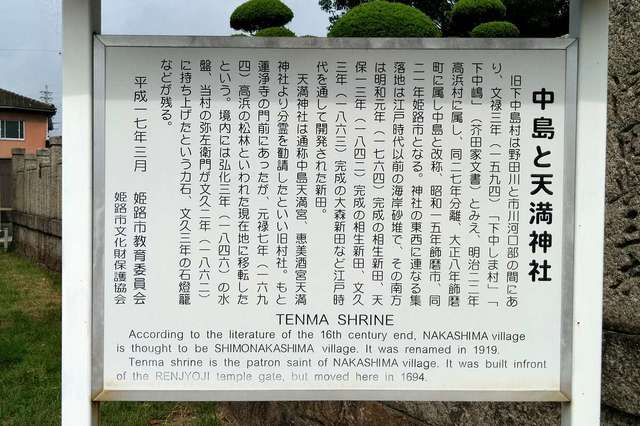 中島と天満神社
旧下中島村は野田川と市川河口部の間にあ
り、文禄三年（一五九四）「下中しま村」「
下中嶋」（芥田家文書）とみえ、明治二二年
高浜村に属し、同二七年分離、大正八年飾磨
町に属し中島と改称、昭和一五年飾磨市、同
二一年姫路市となる。神社の東西に連なる集
落地は江戸時代以前の海岸砂堆で、その南方
は明和元年（一七六四）完成の相生新田、天
保一三年（一八四二）完成の相生新田、文久
三年（一八六三）完成の大森新田など江戸時
代を通して開発された新田。
天満神社は通称中島天満宮、恵美酒宮天満
神社より分霊を勧請したという旧村社。もと
蓮浄寺の門前にあったが、元禄七年（一六九
四）高浜の松林といわれた現在地に移転した
という。境内には弘化三年（一八四六）の水
盤、当村の弥左衛門が文久二年（一八六二）
に持ち上げたという力石、文久三年の石燈籠
などが残る。
平成一七年三月　姫路市教育委員会
姫路市文化財保護協会
TENMA SHRINE
According to the literature of the 16th century end, NAKASHIMA village
is thought to be SHIMONAKASHIMA village. It was renamed in 1919.
Tenma shrine is the patron saint of NAKASHIMA village. It was built infront
of the RENJYOJI tample gate, but moved here in 1694.